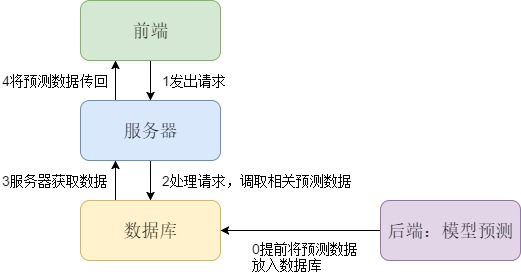 前端
4将预测数据传回
1发出请求
服务器
3服务器获取数据
2处理请求，调取相关预测数据
数据库
后端：模型预测
0提前将预测数据
放入数据库